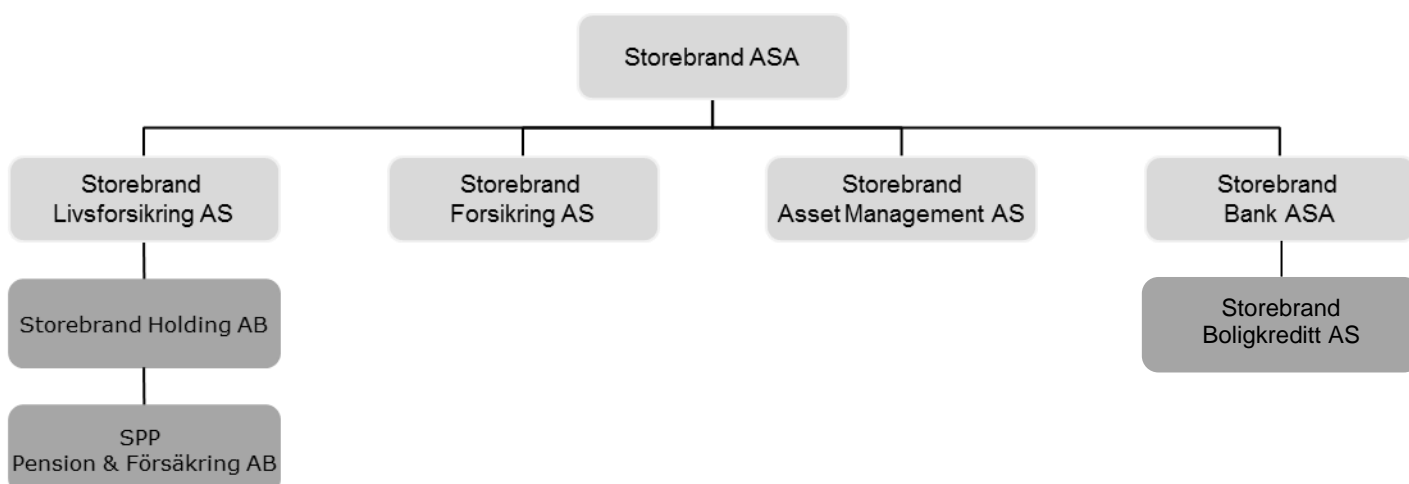 Storebrand ASA
Storebrand
Livsforsikring AS
Storebrand
Forsikring AS
Storebrand
Asset Management AS
Storebrand
Bank ASA
Storebrand Holding AB
Storebrand
Boligkreditt AS
SPP
Pension & Försäkring AB